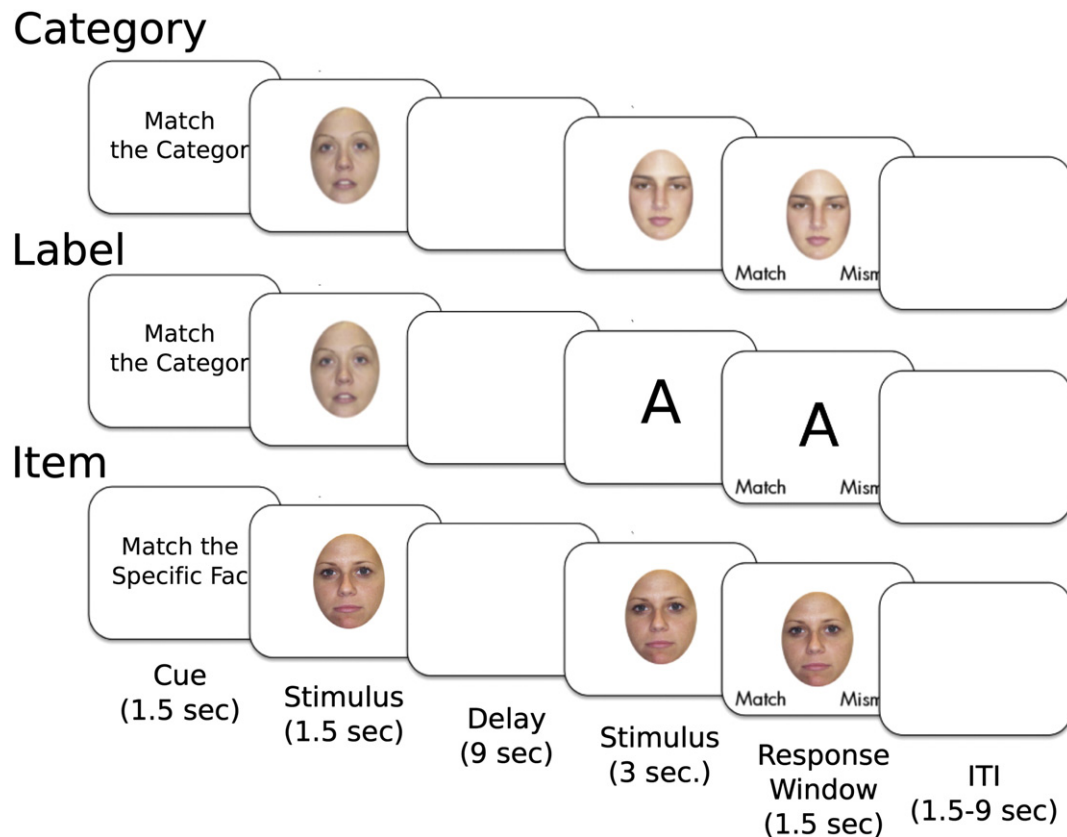 Category
Match
the Categor
Match
Mism
Label
Match
the Categor
A
A
Match
Mism
Item
Match the
Specific Fac
Match
Mism
Cue
(1.5 sec)
Stimulus
(1.5 sec)
Delay
(9 sec)
Stimulus
(3 sec.)
Response
Window
(1.5 sec)
ITI
(1.5-9 sec)